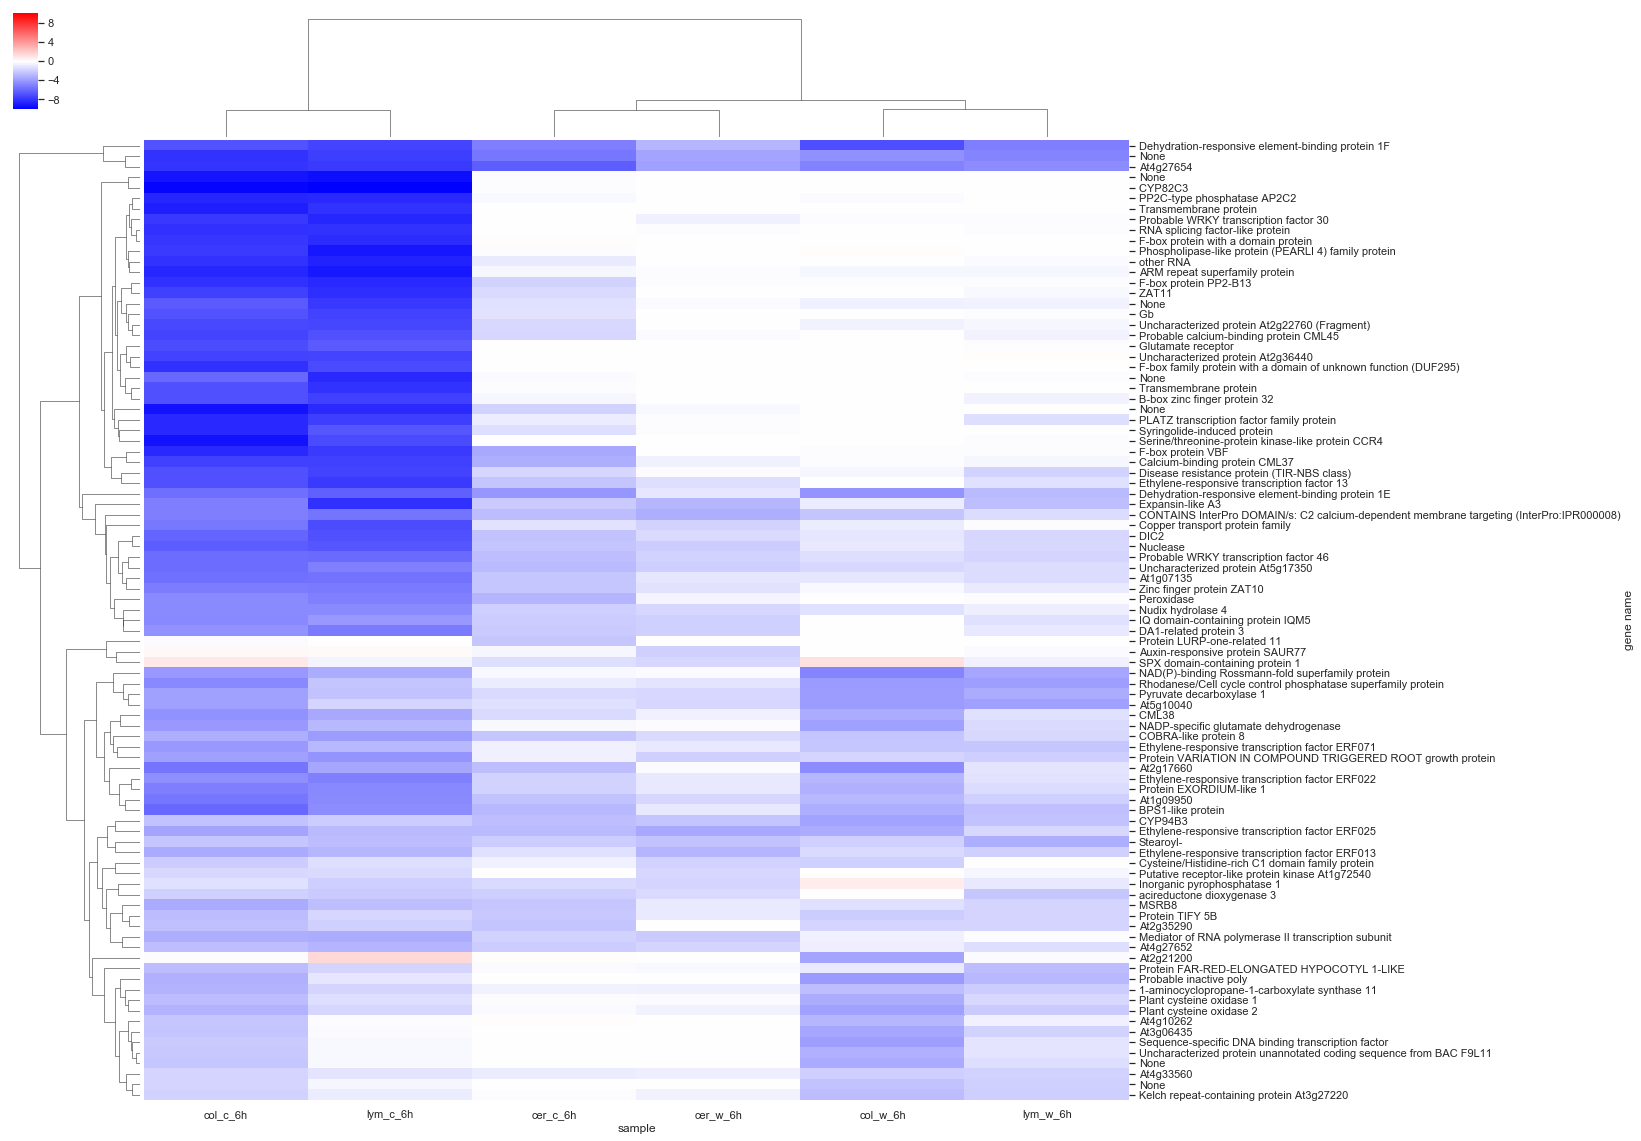 8
4
0
−4
−8
Dehydration-responsive element-binding protein 1F
None
At4g27654
None
CYP82C3
PP2C-type phosphatase AP2C2
Transmembrane protein
Probable WRKY transcription factor 30
RNA splicing factor-like protein
F-box protein with a domain protein
Phospholipase-like protein (PEARLI 4) family protein
other RNA
ARM repeat superfamily protein
F-box protein PP2-B13
ZAT11
None
Gb
Uncharacterized protein At2g22760 (Fragment)
Probable calcium-binding protein CML45
Glutamate receptor
Uncharacterized protein At2g36440
F-box family protein with a domain of unknown function (DUF295)
None
Transmembrane protein
B-box zinc finger protein 32
None
PLATZ transcription factor family protein
Syringolide-induced protein
Serine/threonine-protein kinase-like protein CCR4
F-box protein VBF
Calcium-binding protein CML37
Disease resistance protein (TIR-NBS class)
Ethylene-responsive transcription factor 13
Dehydration-responsive element-binding protein 1E
Expansin-like A3
CONTAINS InterPro DOMAIN/s: C2 calcium-dependent membrane targeting (InterPro:IPR000008)
Copper transport protein family
DIC2
Nuclease
Probable WRKY transcription factor 46
Uncharacterized protein At5g17350
At1g07135
Zinc finger protein ZAT10
Peroxidase
Nudix hydrolase 4
IQ domain-containing protein IQM5
DA1-related protein 3
Protein LURP-one-related 11
Auxin-responsive protein SAUR77
SPX domain-containing protein 1
NAD(P)-binding Rossmann-fold superfamily protein
Rhodanese/Cell cycle control phosphatase superfamily protein
Pyruvate decarboxylase 1
At5g10040
CML38
NADP-specific glutamate dehydrogenase
COBRA-like protein 8
Ethylene-responsive transcription factor ERF071
Protein VARIATION IN COMPOUND TRIGGERED ROOT growth protein
At2g17660
Ethylene-responsive transcription factor ERF022
Protein EXORDIUM-like 1
At1g09950
BPS1-like protein
CYP94B3
Ethylene-responsive transcription factor ERF025
Stearoyl-
Ethylene-responsive transcription factor ERF013
Cysteine/Histidine-rich C1 domain family protein
Putative receptor-like protein kinase At1g72540
Inorganic pyrophosphatase 1
acireductone dioxygenase 3
MSRB8
Protein TIFY 5B
At2g35290
Mediator of RNA polymerase II transcription subunit
At4g27652
At2g21200
Protein FAR-RED-ELONGATED HYPOCOTYL 1-LIKE
Probable inactive poly
1-aminocyclopropane-1-carboxylate synthase 11
Plant cysteine oxidase 1
Plant cysteine oxidase 2
At4g10262
At3g06435
Sequence-specific DNA binding transcription factor
Uncharacterized protein unannotated coding sequence from BAC F9L11
None
At4g33560
None
Kelch repeat-containing protein At3g27220
gene name
col_c_6h lym_c_6h cer_c_6h cer_w_6h col_w_6h lym_w_6h
sample